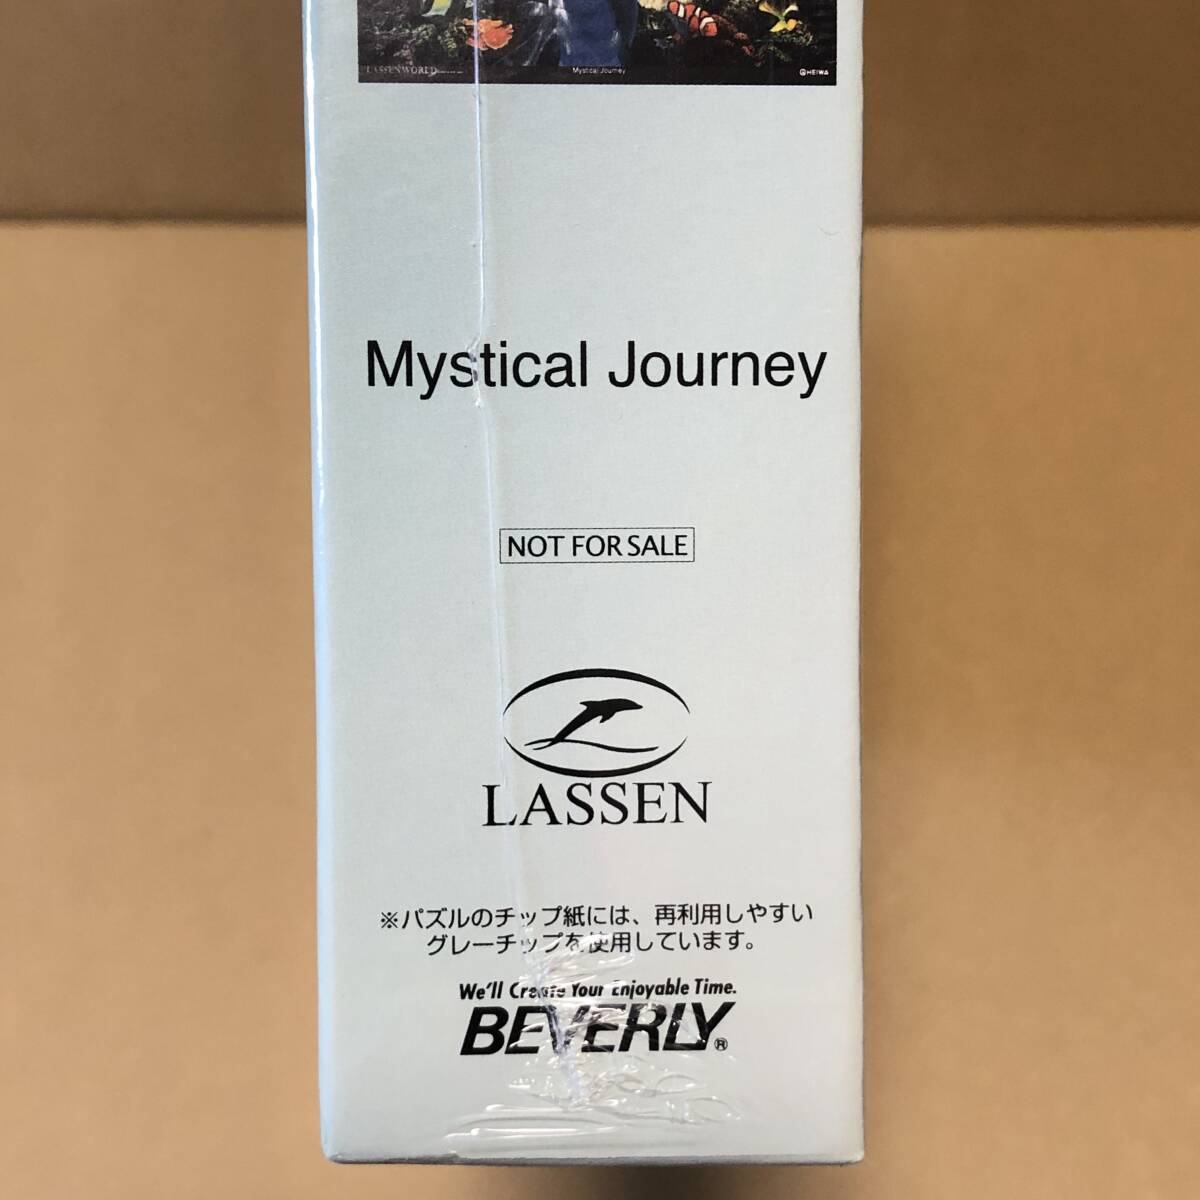 LASSENWORLD
Mystical Journey
HEIWA
Mystical Journey
NOT FOR SALE
LASSEN
※パズルのチップ紙には、再利用しやすい
グレーチップを使用しています。
We'll Create Your Enjoyable Time.
BEVERLY®